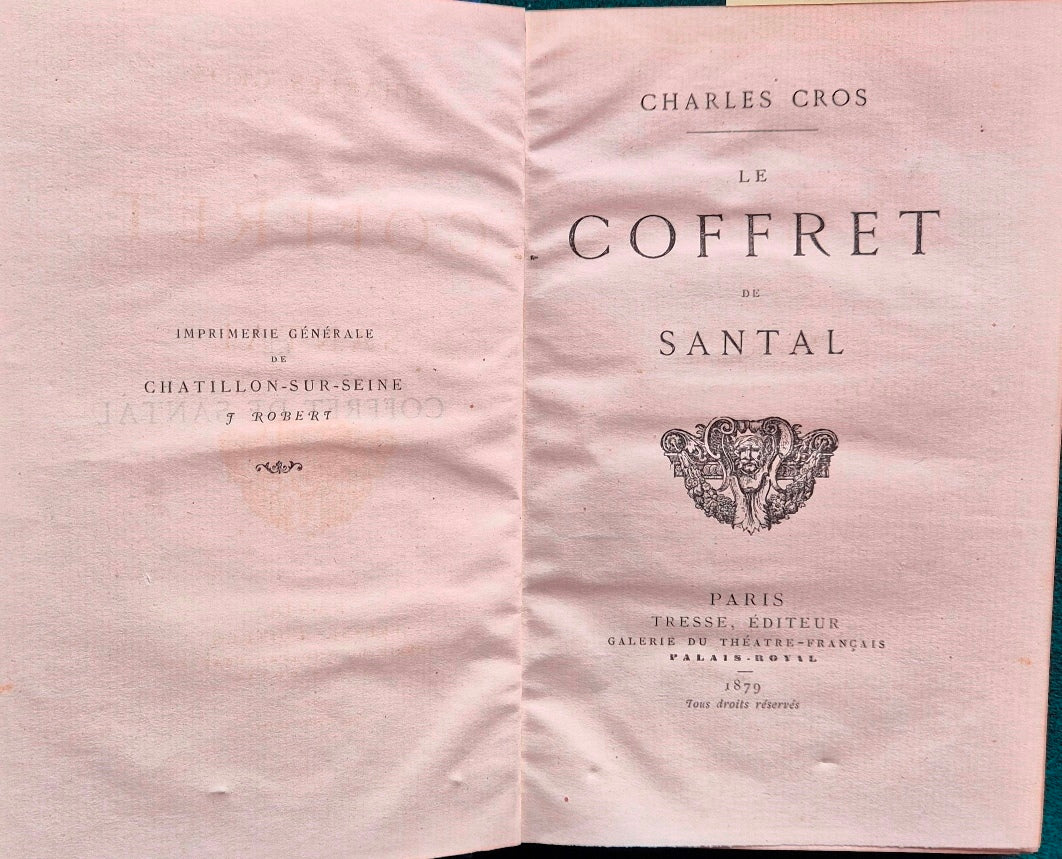 IMPRIMERIE GÉNÉRALE
DE
CHATILLON-SUR-SEINE
J ROBERT
CHARLES CROS
LE
COFFRET
DE
SANTAL
PARIS
TRESSE, ÉDITEUR
GALERIE DU THÉATRE-FRANÇAIS
PALAIS-ROYAL
1879
Tous droits réservés